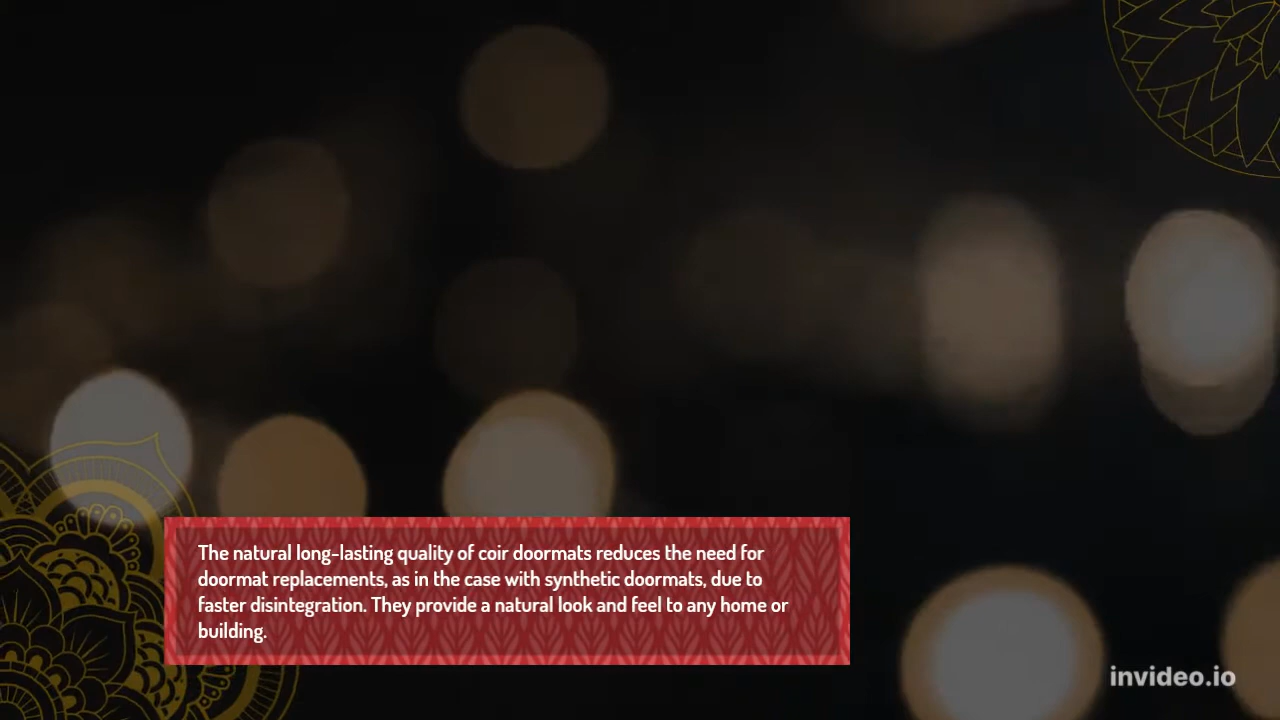 The natural long-lasting quality of coir doormats reduces the need for
doormat replacements, as in the case with synthetic doormats, due to
faster disintegration. They provide a natural look and feel to any home or
building.
invideo.io